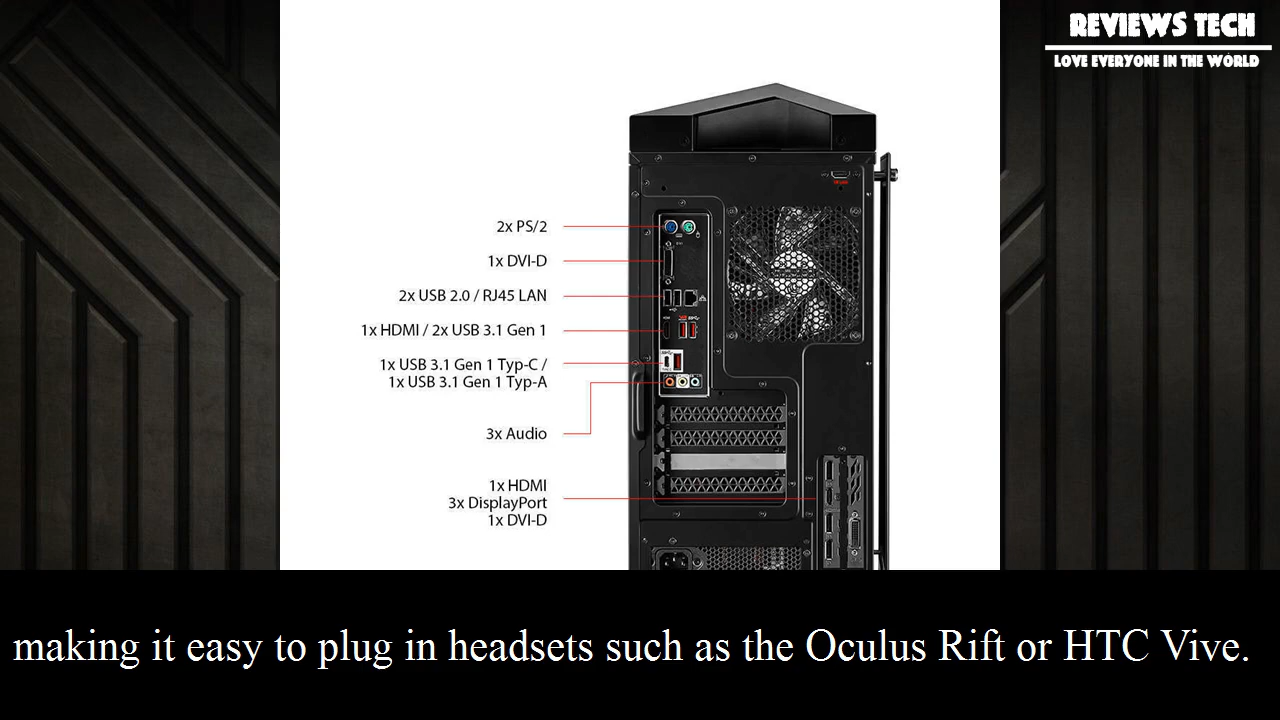 REVIEWS TECH
LOVE EVERYONE IN THE WORLD
2x PS/2
1x DVI-D
2x USB 2.0 / RJ45 LAN
1x HDMI / 2x USB 3.1 Gen 1
1x USB 3.1 Gen 1 Typ-C /
1x USB 3.1 Gen 1 Typ-A
3x Audio
1x HDMI
3x DisplayPort
1x DVI-D
making it easy to plug in headsets such as the Oculus Rift or HTC Vive.